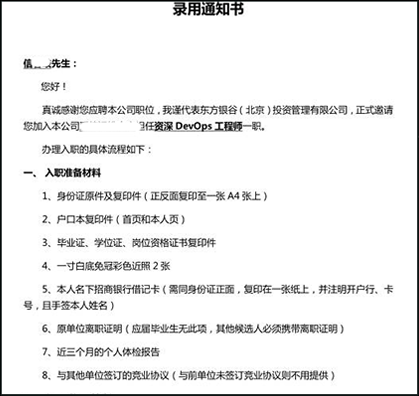 录用通知书
先生：
您好！
真诚感谢您应聘本公司职位，我谨代表东方银谷（北京）投资管理有限公司，正式邀请
您加入本公司 担任资深 DevOps 工程师一职。
办理入职的具体流程如下：
一、 入职准备材料
1、身份证原件及复印件（正反面复印至一张 A4 张上）
2、户口本复印件（首页和本人页）
3、毕业证、学位证、岗位资格证书复印件
4、一寸白底免冠彩色近照 2 张
5、本人名下招商银行借记卡（需同身份证正面，复印在一张纸上，并注明开户行、卡
号，且手签本人姓名）
6、原单位离职证明（应届毕业生无此项，其他候选人必须携带离职证明）
7、近三个月的个人体检报告
8、与其他单位签订的竞业协议（与前单位未签订竞业协议则不用提供）